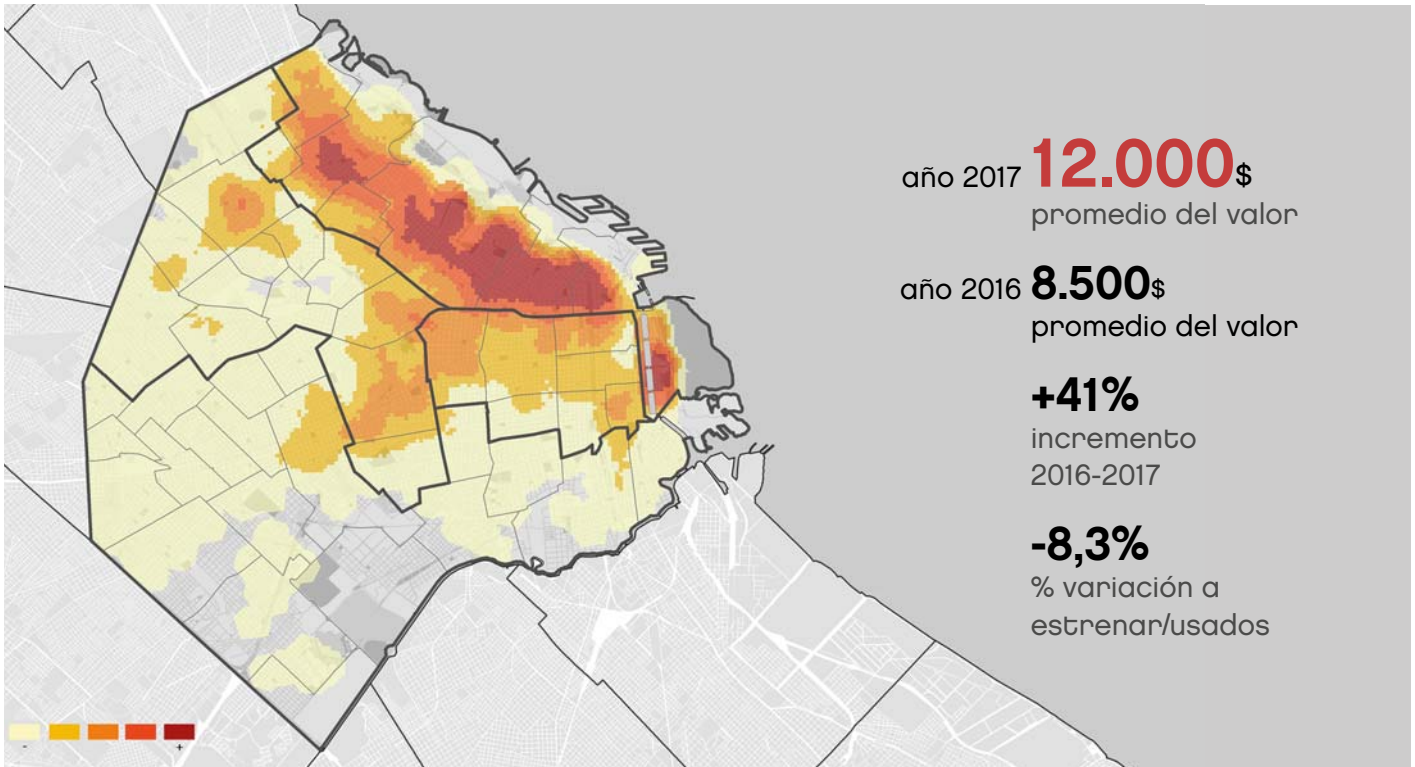 año 2017 12.000$
promedio del valor
año 2016 8.500$
promedio del valor
+41%
incremento
2016-2017
-8,3%
% variación a
estrenar/usados
- +